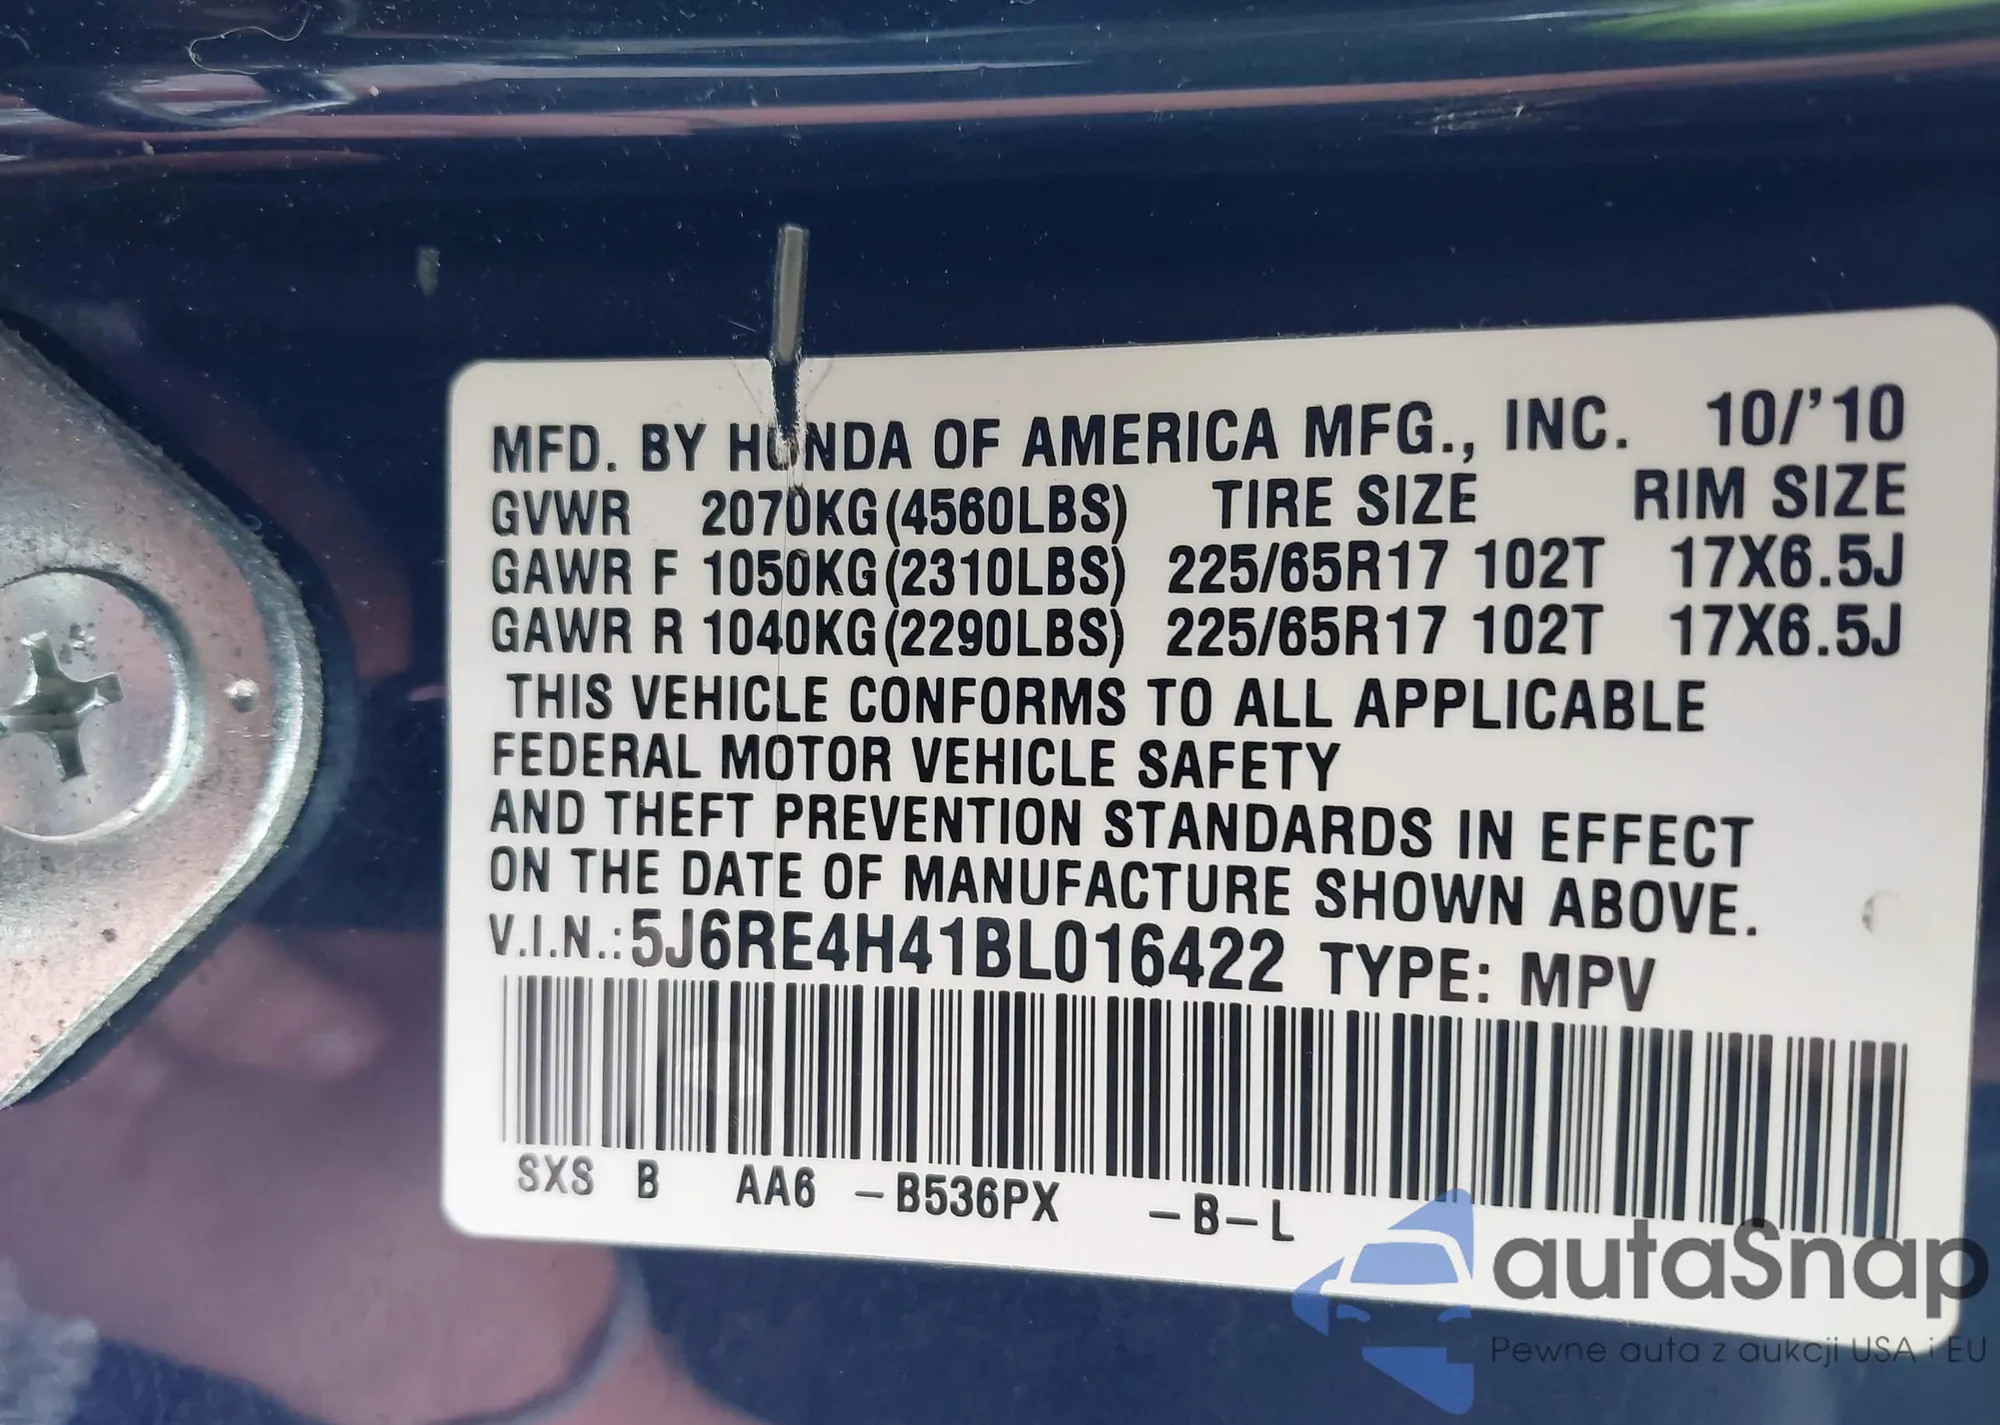 MFD. BY HONDA OF AMERICA MFG., INC. 10/'10
GVWR 2070KG(4560LBS) TIRE SIZE RIM SIZE
GAWR F 1050KG(2310LBS) 225/65R17 102T 17X6.5J
GAWR R 1040KG(2290LBS) 225/65R17 102T 17X6.5J
THIS VEHICLE CONFORMS TO ALL APPLICABLE
FEDERAL MOTOR VEHICLE SAFETY
AND THEFT PREVENTION STANDARDS IN EFFECT
ON THE DATE OF MANUFACTURE SHOWN ABOVE.
V.I.N.:5J6RE4H41BL016422 TYPE: MPV
SXS B AA6 -B536PX -B-L
autaSnap
Pewne auta z aukcji USA i EU